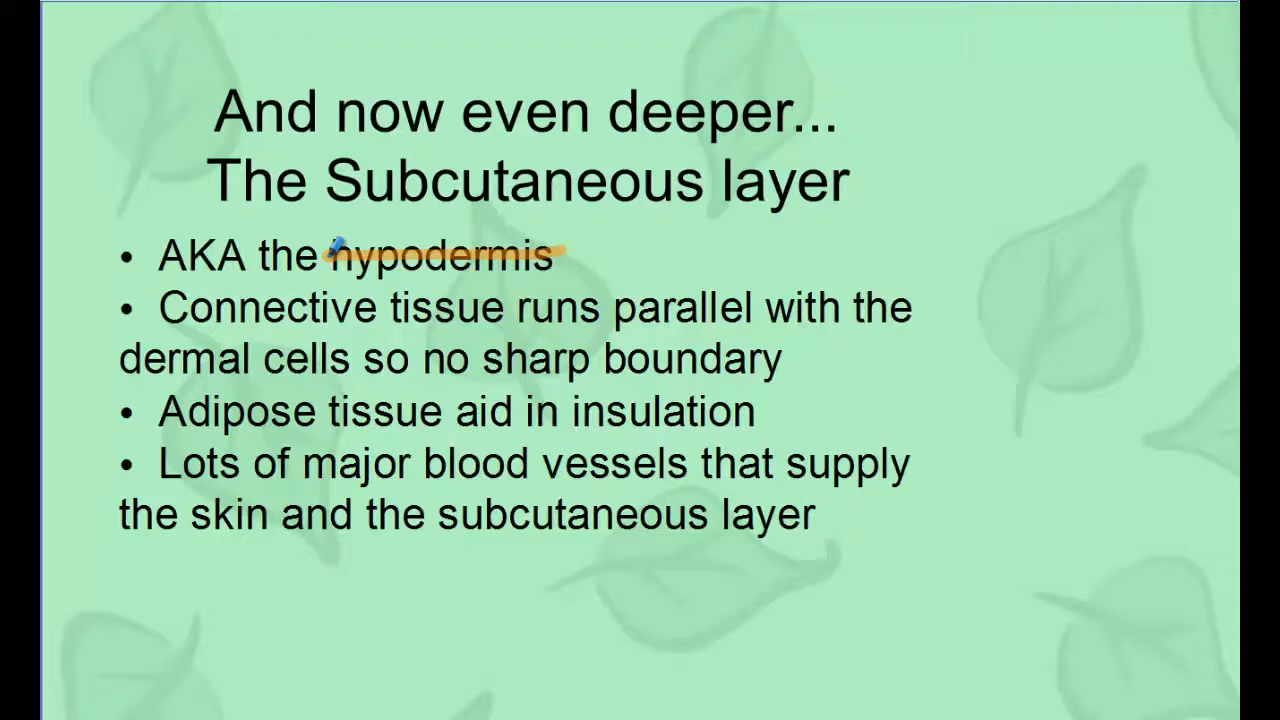 And now even deeper...
The Subcutaneous layer
• AKA the hypodermis
• Connective tissue runs parallel with the
dermal cells so no sharp boundary
• Adipose tissue aid in insulation
• Lots of major blood vessels that supply
the skin and the subcutaneous layer